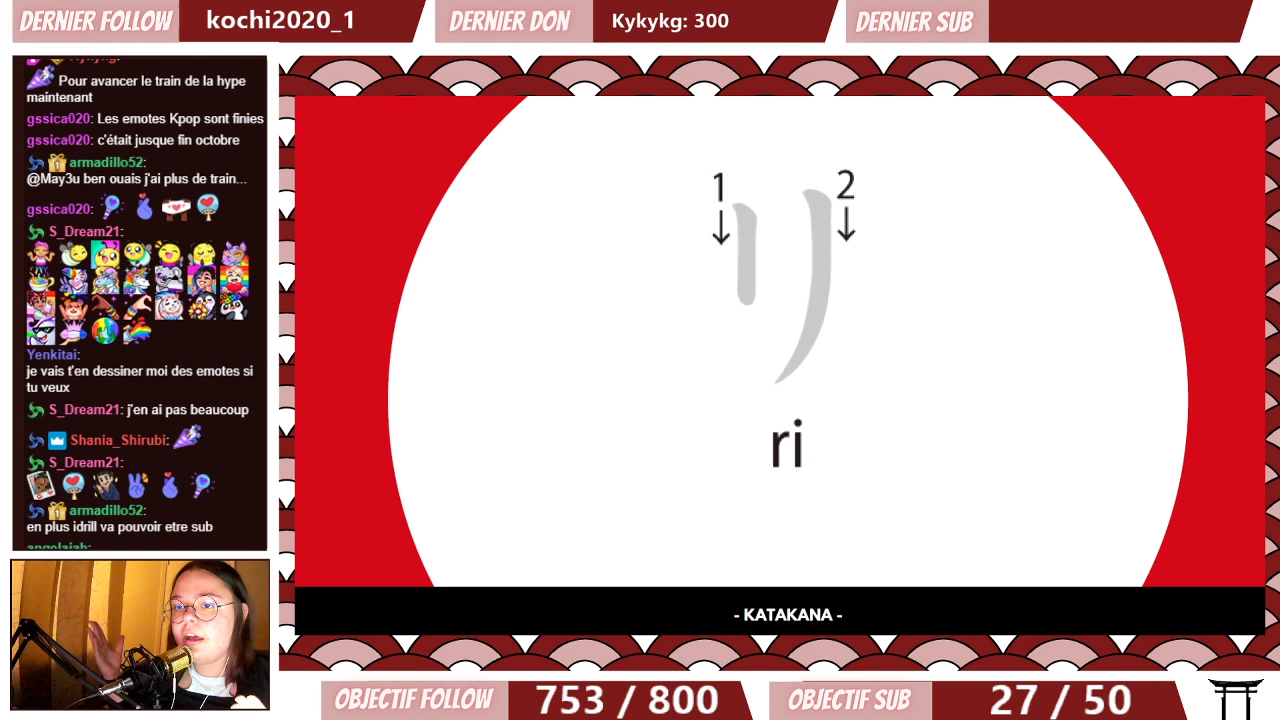 DERNIER FOLLOW
kochi2020_1
DERNIER DON
Kykykg: 300
DERNIER SUB
Pour avancer le train de la hype
maintenant
gssica020: Les emotes Kpop sont finies
gssica020: c'était jusque fin octobre
armadillo52:
@May3u ben ouais j'ai plus de train...
gssica020:
S_Dream21:
Yenkitai:
je vais t'en dessiner moi des emotes si
tu veux
S_Dream21: j'en ai pas beaucoup
Shania_Shirubi:
S_Dream21:
armadillo52:
en plus idrill va pouvoir etre sub
1 2
リ
ri
- KATAKANA -
OBJECTIF FOLLOW
753 / 800
OBJECTIF SUB
27 / 50